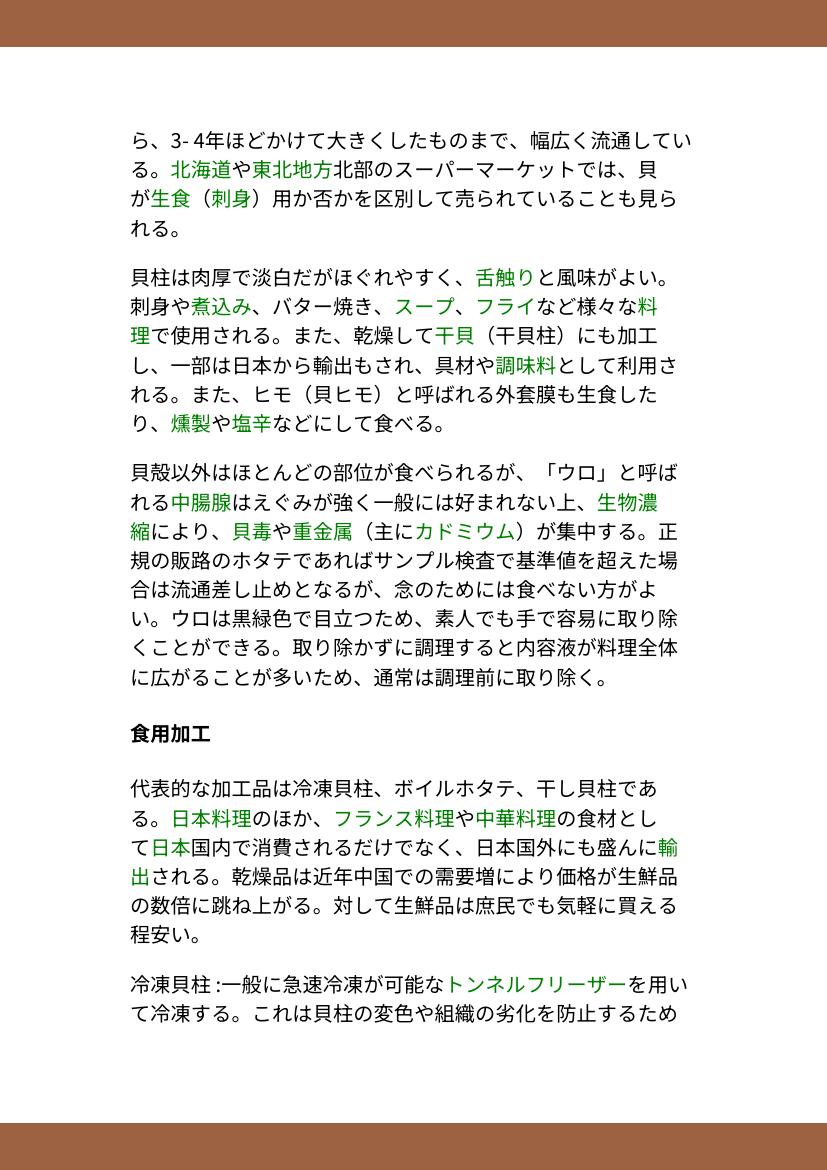 ら、3- 4年ほどかけて大きくしたものまで、幅広く流通してい
る。北海道や東北地方北部のスーパーマーケットでは、貝
が生食（刺身）用か否かを区別して売られていることも見ら
れる。
貝柱は肉厚で淡白だがほぐれやすく、舌触りと風味がよい。
刺身や煮込み、バター焼き、スープ、フライなど様々な料
理で使用される。また、乾燥して干貝（干貝柱）にも加工
し、一部は日本から輸出もされ、具材や調味料として利用さ
れる。また、ヒモ（貝ヒモ）と呼ばれる外套膜も生食した
り、燻製や塩辛などにして食べる。
貝殻以外はほとんどの部位が食べられるが、「ウロ」と呼ば
れる中腸腺はえぐみが強く一般には好まれない上、生物濃
縮により、貝毒や重金属（主にカドミウム）が集中する。正
規の販路のホタテであればサンプル検査で基準値を超えた場
合は流通差し止めとなるが、念のためには食べない方がよ
い。ウロは黒緑色で目立つため、素人でも手で容易に取り除
くことができる。取り除かずに調理すると内容液が料理全体
に広がることが多いため、通常は調理前に取り除く。
食用加工
代表的な加工品は冷凍貝柱、ボイルホタテ、干し貝柱であ
る。日本料理のほか、フランス料理や中華料理の食材とし
て日本国内で消費されるだけでなく、日本国外にも盛んに輸
出される。乾燥品は近年中国での需要増により価格が生鮮品
の数倍に跳ね上がる。対して生鮮品は庶民でも気軽に買える
程安い。
冷凍貝柱 :一般に急速冷凍が可能なトンネルフリーザーを用い
て冷凍する。これは貝柱の変色や組織の劣化を防止するため